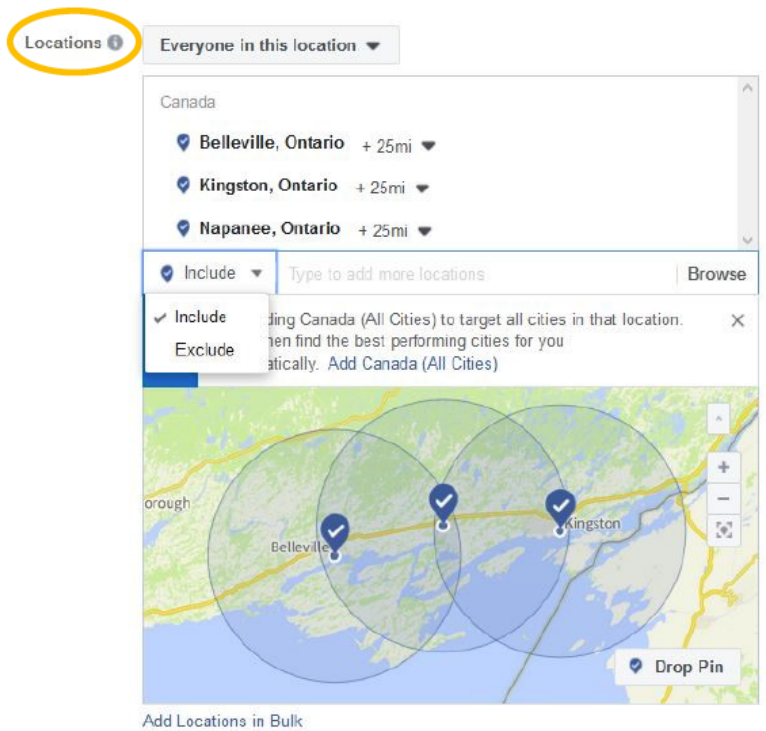 Locations
Everyone in this location
Canada
Belleville, Ontario + 25mi
Kingston, Ontario + 25mi
Napanee, Ontario + 25mi
Include Type to add more locations Browse
Include
Exclude
ding Canada (All Cities) to target all cities in that location.
hen find the best performing cities for you
atically. Add Canada (All Cities)
orough
Kingston
Belleville
Drop Pin
Add Locations in Bulk